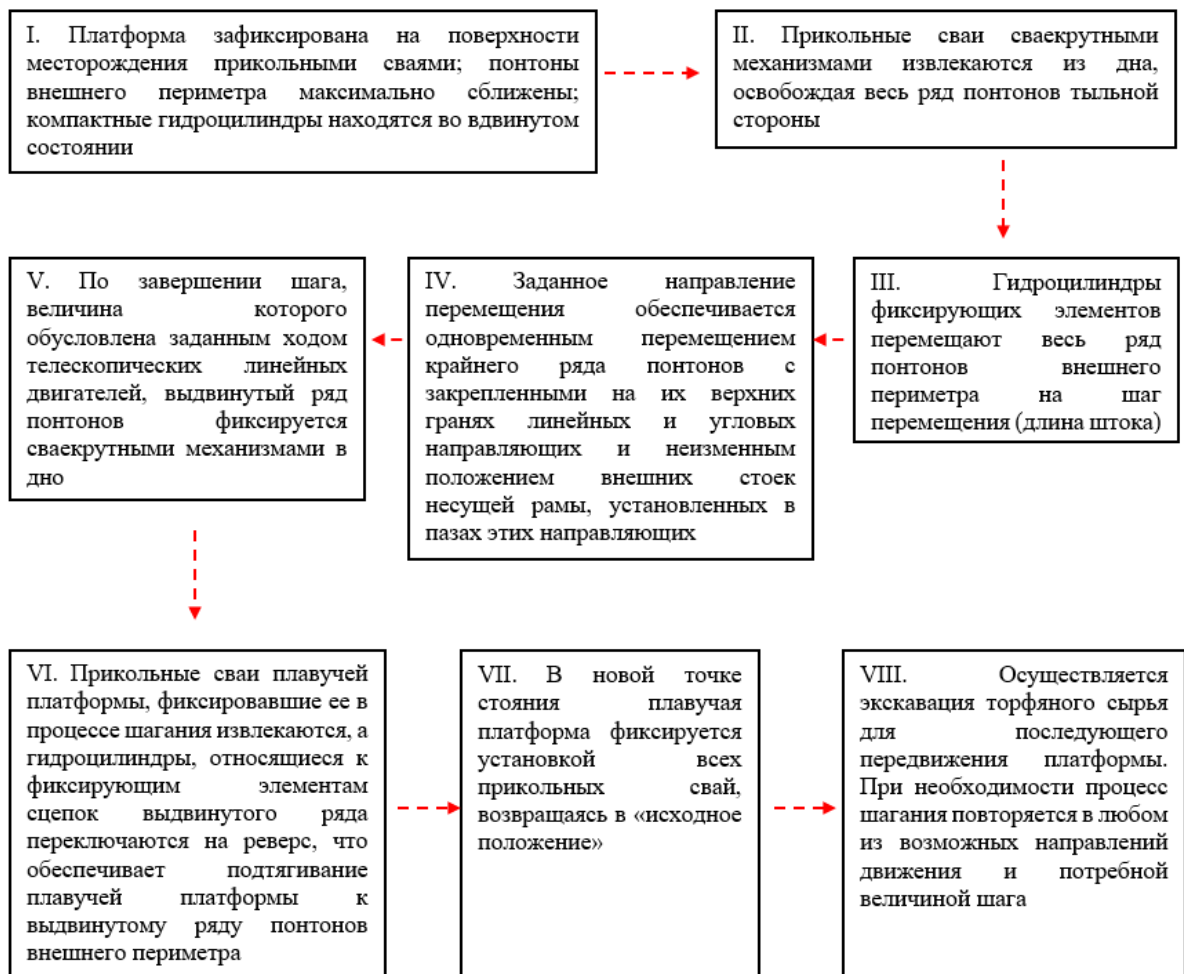 I. Платформа зафиксирована на поверхности
месторождения прикольными сваями; понтоны
внешнего периметра максимально сближены;
компактные гидроцилиндры находятся во вдвинутом
состоянии
II. Прикольные сваи сваекрутными
механизмами извлекаются из дна,
освобождая весь ряд понтонов тыльной
стороны
III. Гидроцилиндры
фиксирующих элементов
перемещают весь ряд
понтонов внешнего
периметра на шаг
перемещения (длина штока)
IV. Заданное направление
перемещения обеспечивается
одновременным перемещением
крайнего ряда понтонов с
закрепленными на их верхних
гранях линейных и угловых
направляющих и неизменным
положением внешних стоек
несущей рамы, установленных в
пазах этих направляющих
V. По завершении шага,
величина которого
обусловлена заданным ходом
телескопических линейных
двигателей, выдвинутый ряд
понтонов фиксируется
сваекрутными механизмами в
дно
VI. Прикольные сваи плавучей
платформы, фиксировавшие ее в
процессе шагания извлекаются, а
гидроцилиндры, относящиеся к
фиксирующим элементам
сцепок выдвинутого ряда
переключаются на реверс, что
обеспечивает подтягивание
плавучей платформы к
выдвинутому ряду понтонов
внешнего периметра
VII. В новой точке
стояния плавучая
платформа фиксируется
установкой всех
прикольных свай,
возвращаясь в «исходное
положение»
VIII. Осуществляется
экскавация торфяного сырья
для последующего
передвижения платформы.
При необходимости процесс
шагания повторяется в любом
из возможных направлений
движения и потребной
величиной шага